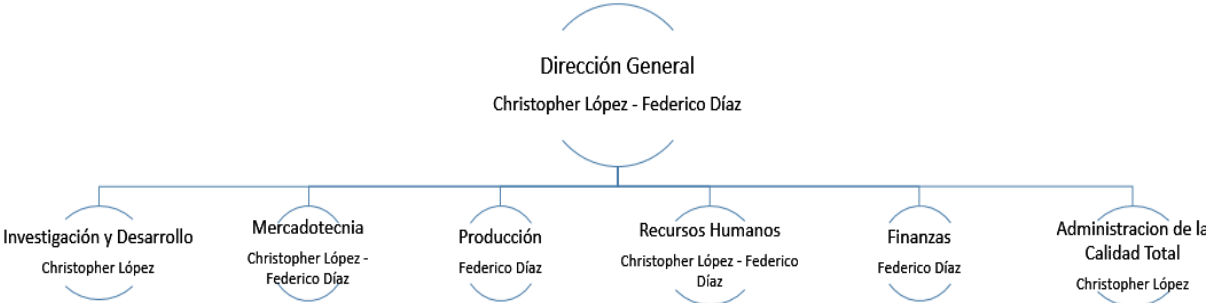 Dirección General
Christopher López - Federico Díaz
Investigación y Desarrollo
Christopher López
Mercadotecnia
Christopher López -
Federico Díaz
Producción
Federico Díaz
Recursos Humanos
Christopher López - Federico
Díaz
Finanzas
Federico Díaz
Administracion de la
Calidad Total
Christopher López